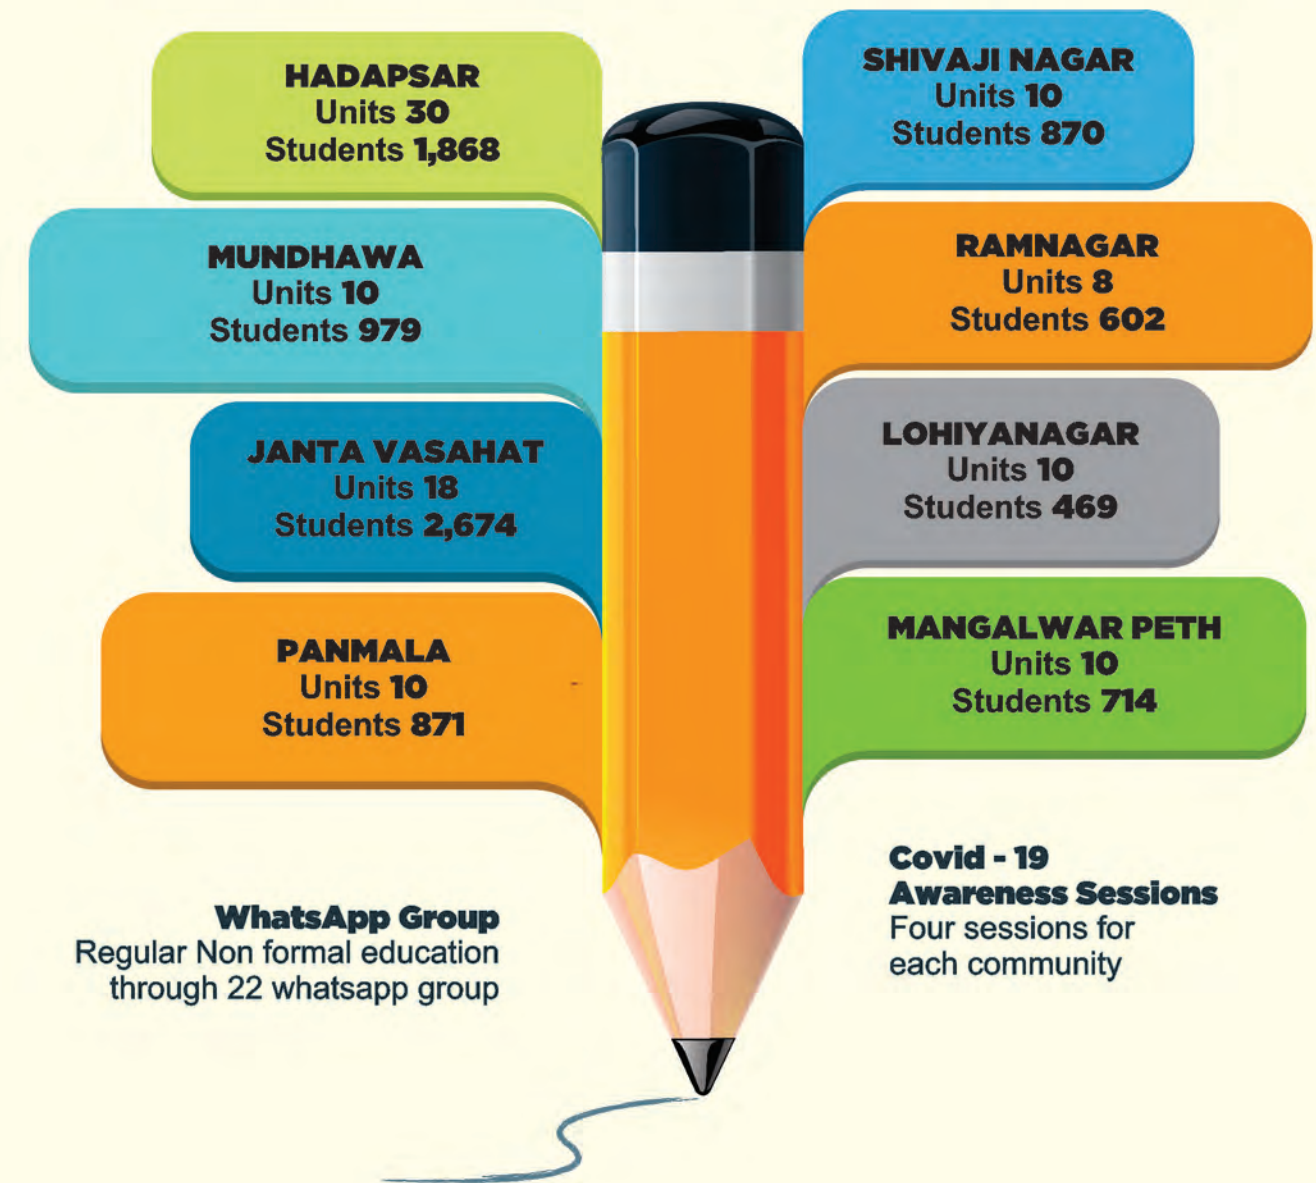 HADAPSAR
Units 30
Students 1,868
MUNDHAWA
Units 10
Students 979
JANTA VASAHAT
Units 18
Students 2,674
PANMALA
Units 10
Students 871
SHIVAJI NAGAR
Units 10
Students 870
RAMNAGAR
Units 8
Students 602
LOHIYANAGAR
Units 10
Students 469
MANGALWAR PETH
Units 10
Students 714
WhatsApp Group
Regular Non formal education
through 22 whatsapp group
Covid - 19
Awareness Sessions
Four sessions for
each community